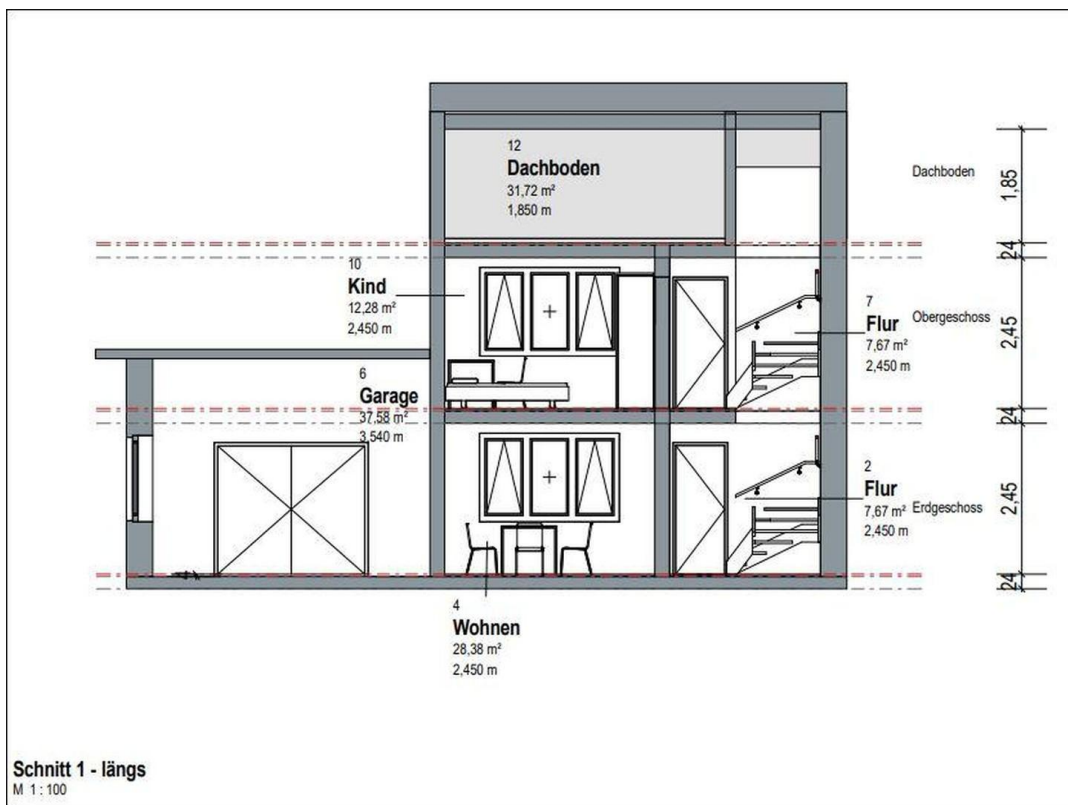 12
Dachboden
31,72 m²
1,850 m
Dachboden
1,85
24
10
Kind
12,28 m²
2,450 m
7
Flur
7,67 m²
2,450 m
Obergeschoss
2,45
6
Garage
37,58 m²
3,540 m
24
2
Flur
7,67 m²
2,450 m
Erdgeschoss
2,45
24
4
Wohnen
28,38 m²
2,450 m
Schnitt 1 - längs
M 1 : 100